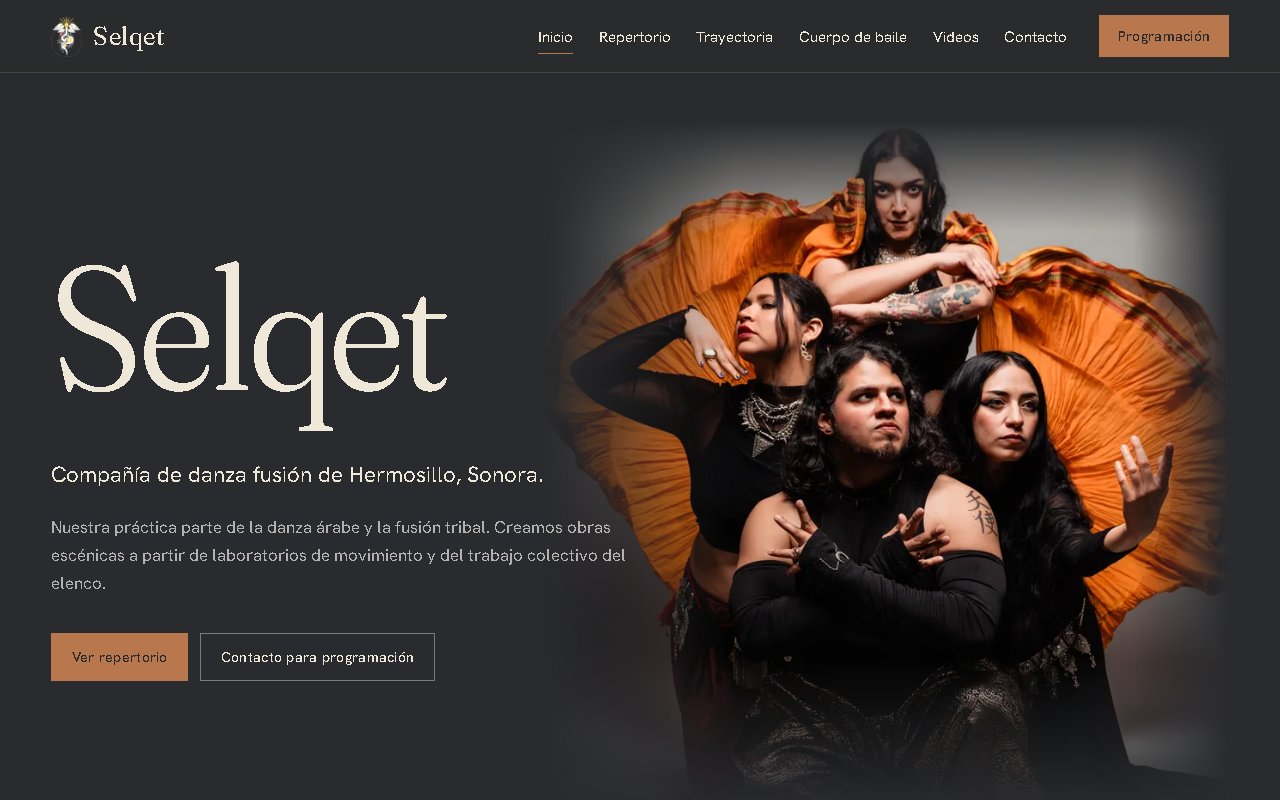 Selqet
Inicio
Repertorio
Trayectoria
Cuerpo de baile
Videos
Contacto
Programación
Selqet
Compañía de danza fusión de Hermosillo, Sonora.
Nuestra práctica parte de la danza árabe y la fusión tribal. Creamos obras
escénicas a partir de laboratorios de movimiento y del trabajo colectivo del
elenco.
Ver repertorio
Contacto para programación
天使